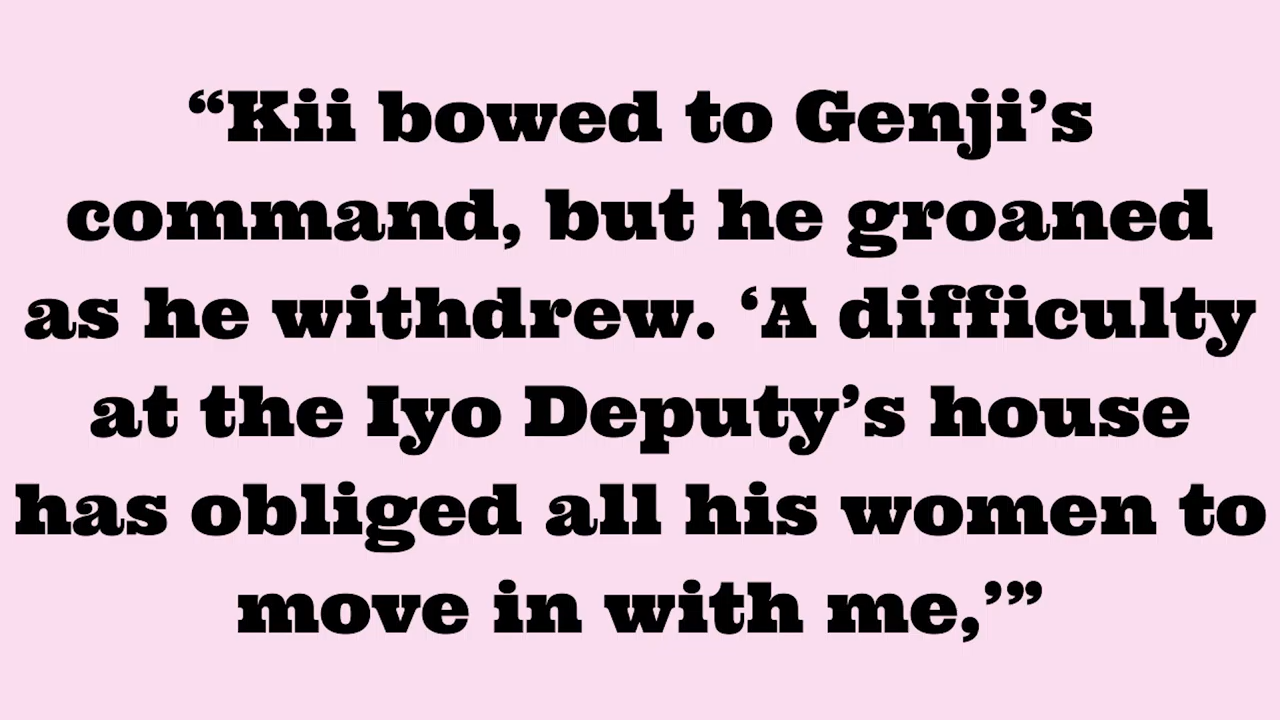 “Kii bowed to Genji’s
command, but he groaned
as he withdrew. ‘A difficulty
at the Iyo Deputy’s house
has obliged all his women to
move in with me,’”